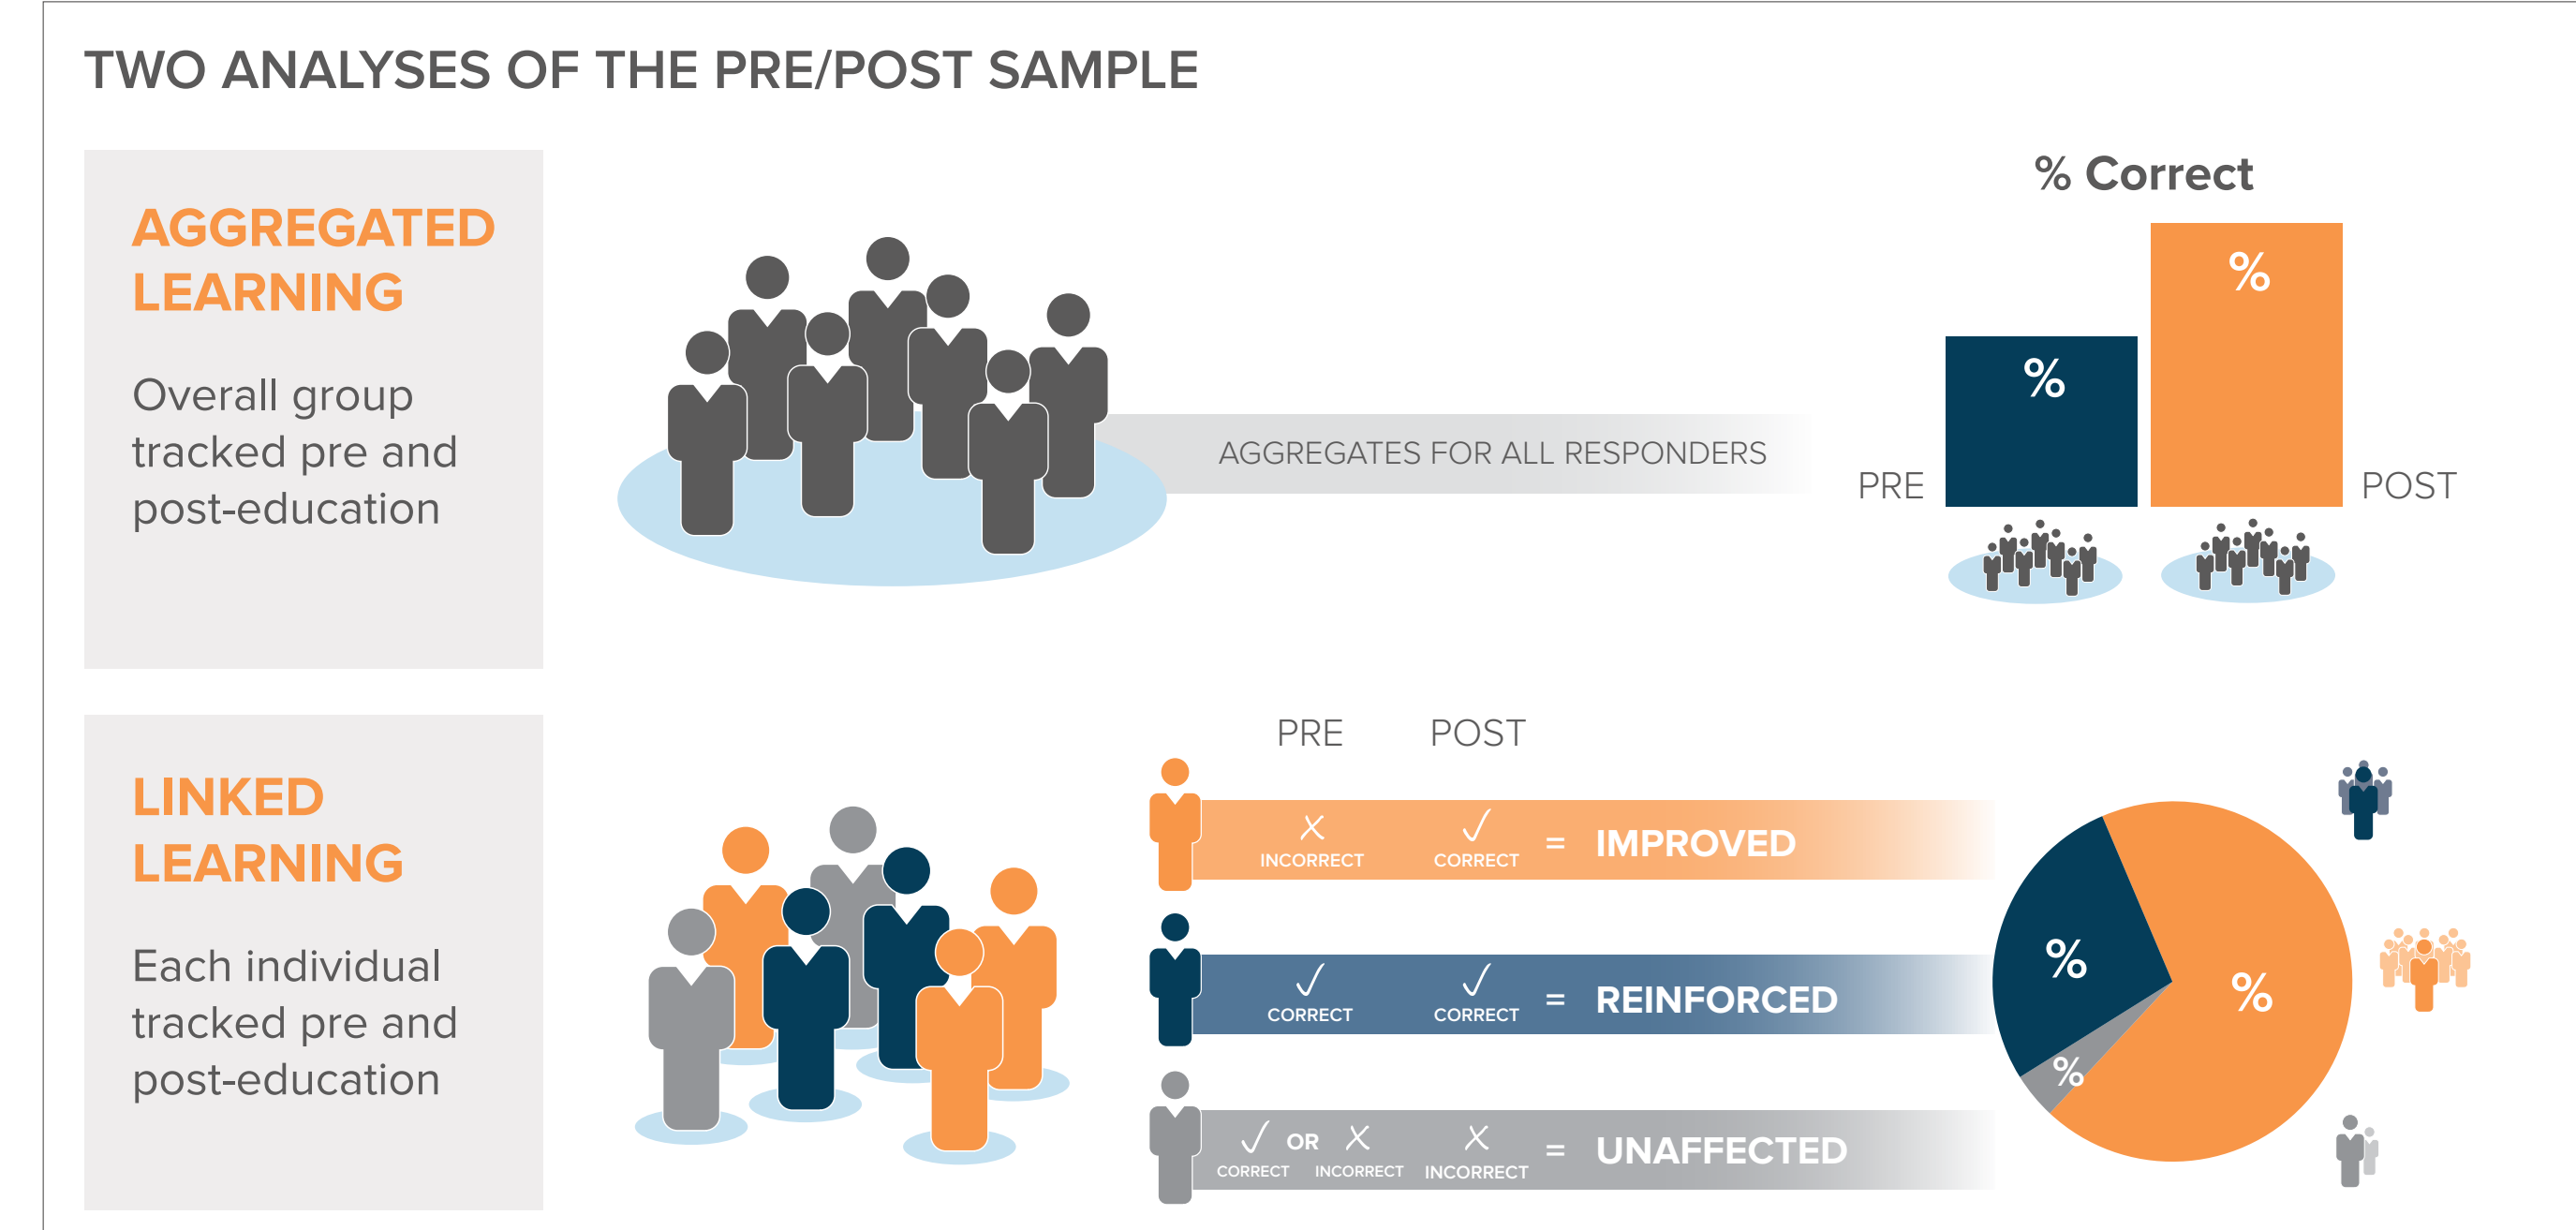 TWO ANALYSES OF THE PRE/POST SAMPLE
AGGREGATED
LEARNING
Overall group
tracked pre and
post-education
AGGREGATES FOR ALL RESPONDERS
% Correct
%
%
PRE
POST
LINKED
LEARNING
Each individual
tracked pre and
post-education
PRE POST
✗ ✓ = IMPROVED
INCORRECT CORRECT
✓ ✓ = REINFORCED
CORRECT CORRECT
✓ OR ✗ ✗ = UNAFFECTED
CORRECT INCORRECT INCORRECT
%
%
%